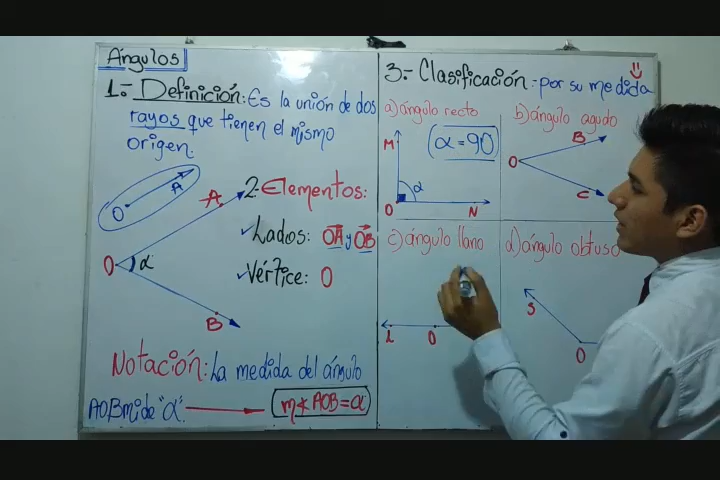 Ángulos
1.- Definición: Es la unión de dos
rayos que tienen el mismo
origen.
O A
A
O α
B
2.- Elementos:
Lados: OA y OB
Vértice: O
Notación: La medida del ángulo
AOB mide "α". m∢AOB=α
3.- Clasificación.- por su medida
a) ángulo recto
M
α=90
α
O N
b) ángulo agudo
B
O
C
c) ángulo llano
L O
d) ángulo obtuso
S
O